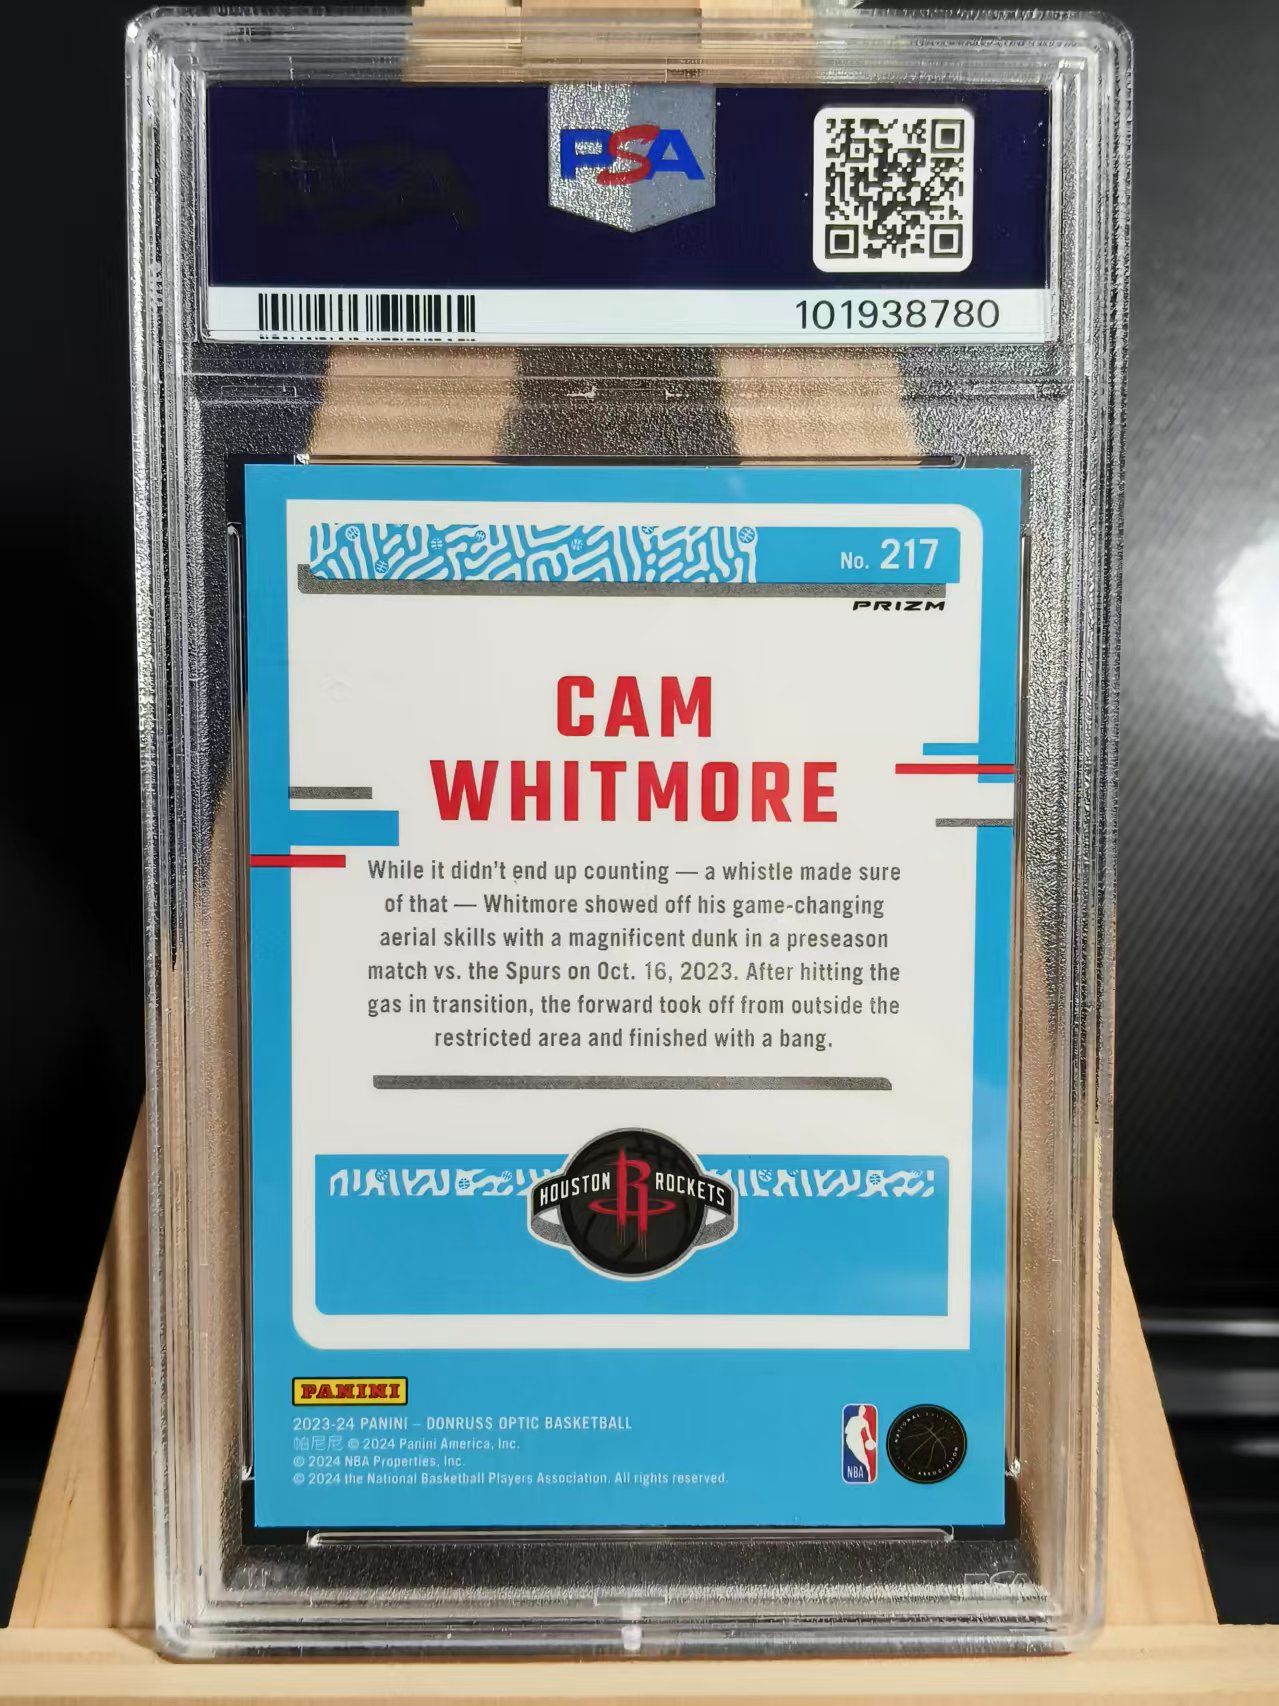 PSA
101938780
No. 217
PRIZM
CAM
WHITMORE
While it didn't end up counting — a whistle made sure
of that — Whitmore showed off his game-changing
aerial skills with a magnificent dunk in a preseason
match vs. the Spurs on Oct. 16, 2023. After hitting the
gas in transition, the forward took off from outside the
restricted area and finished with a bang.
HOUSTON R ROCKETS
PANINI
2023-24 PANINI – DONRUSS OPTIC BASKETBALL
帕尼尼 © 2024 Panini America, Inc.
© 2024 NBA Properties, Inc.
© 2024 the National Basketball Players Association. All rights reserved.
NBA
NATIONAL BASKETBALL
ASSOCIATION